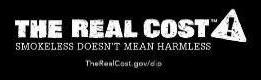 THE REAL COST™
SMOKELESS DOESN'T MEAN HARMLESS
TheRealCost.gov/dip